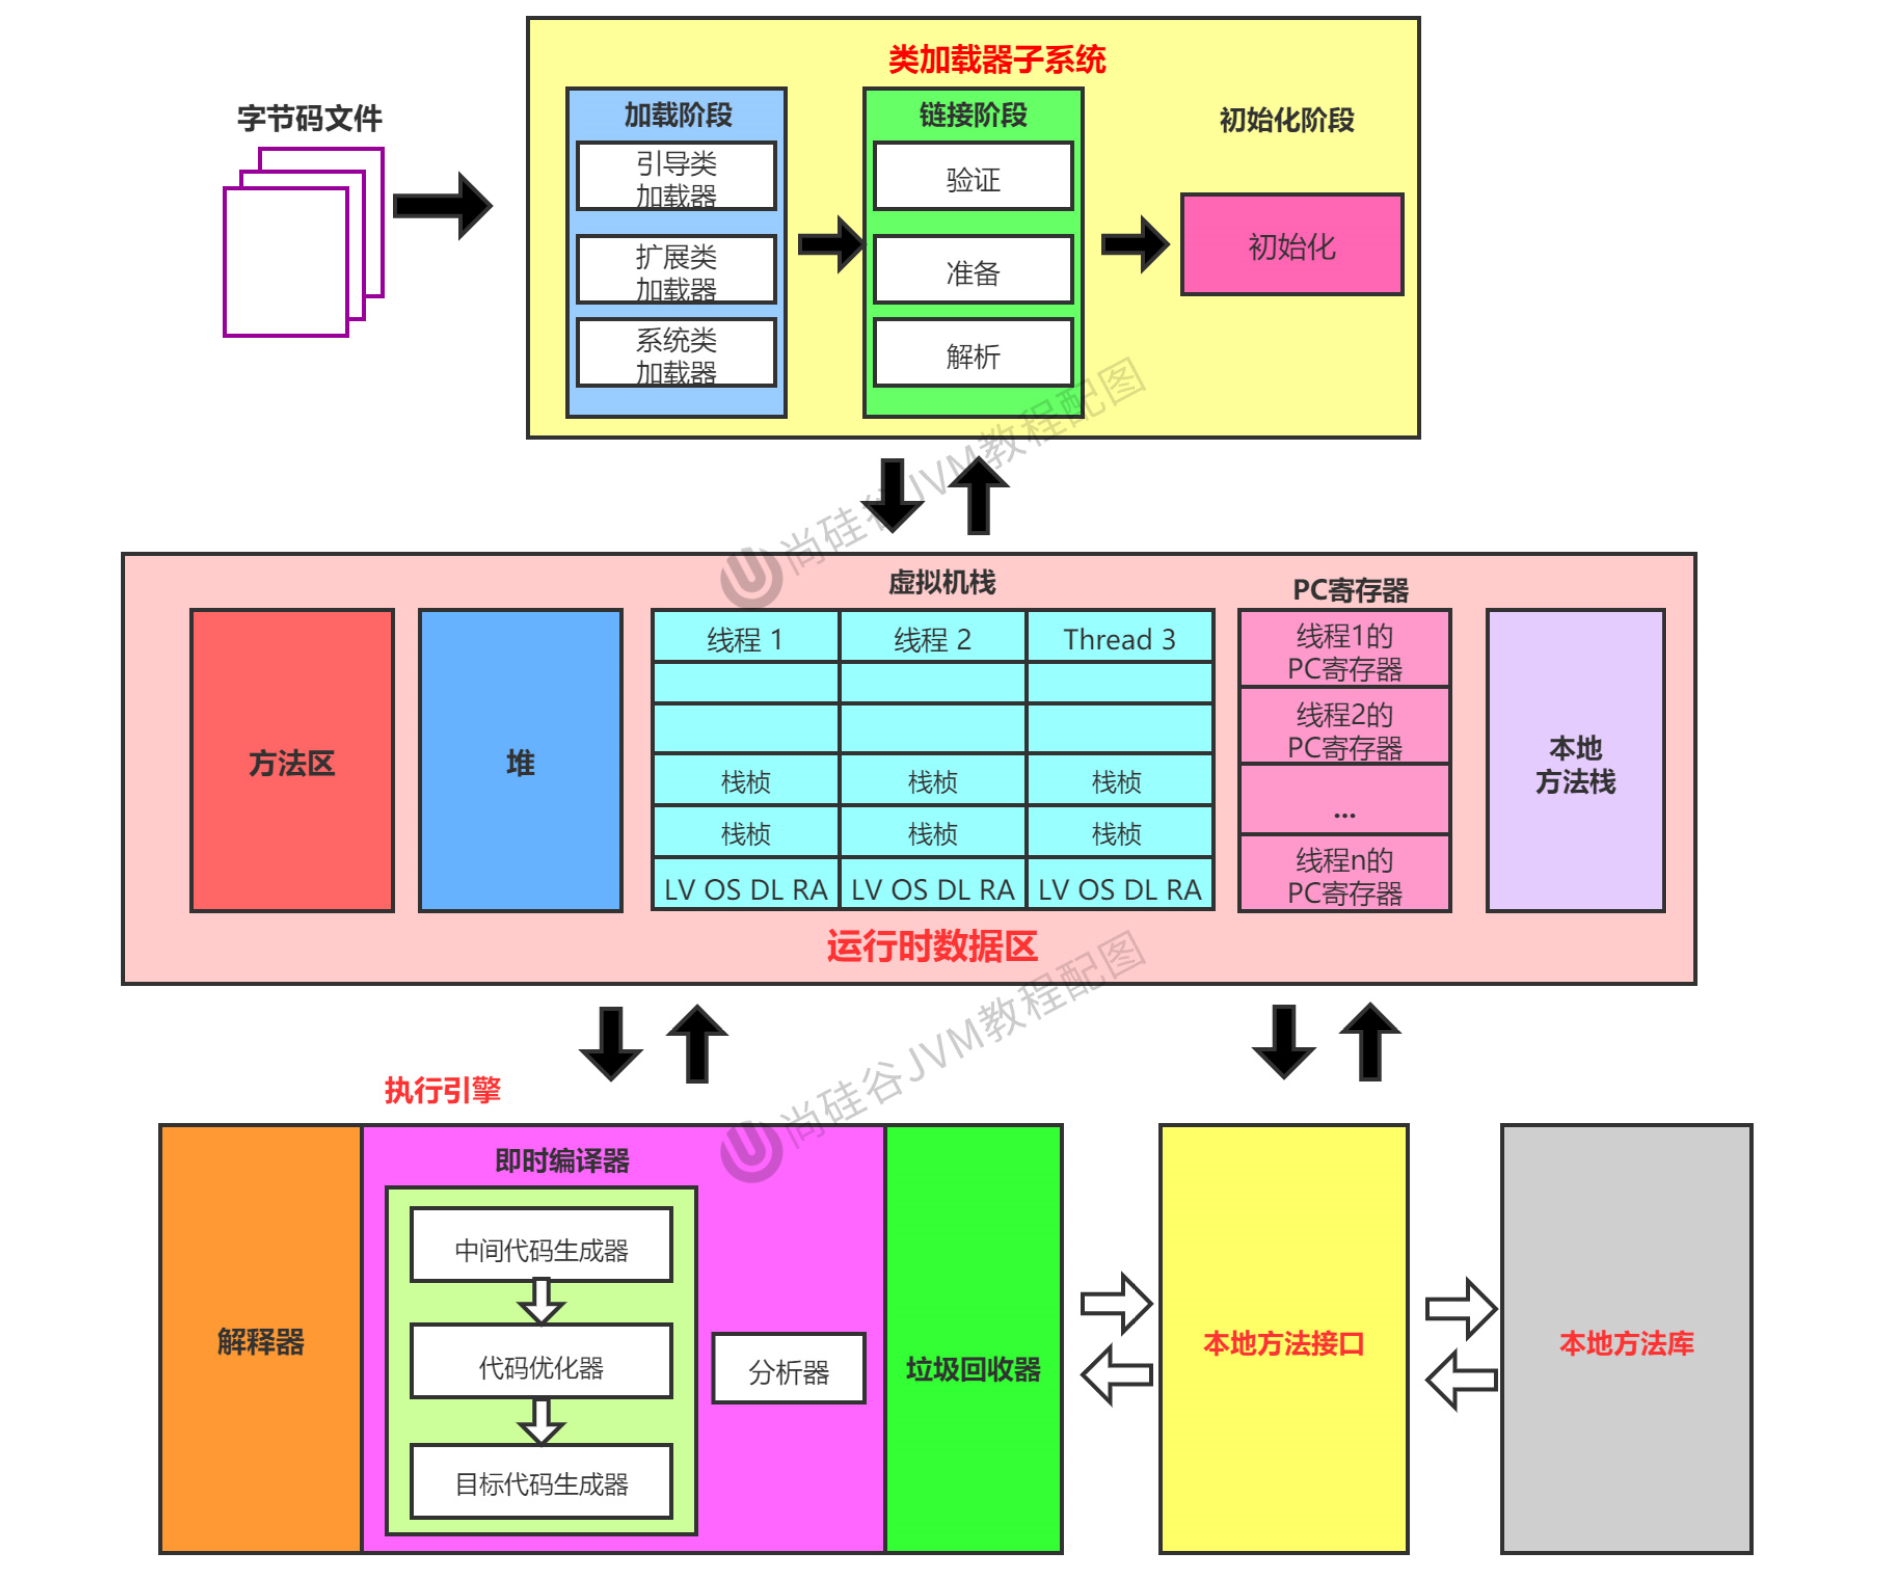 类加载器子系统
字节码文件
加载阶段
引导类
加载器
扩展类
加载器
系统类
加载器
链接阶段
验证
准备
解析
初始化阶段
初始化
尚硅谷JVM教程配图
方法区
堆
虚拟机栈
线程 1 线程 2 Thread 3
栈桢 栈桢 栈桢
栈桢 栈桢 栈桢
LV OS DL RA LV OS DL RA LV OS DL RA
PC寄存器
线程1的
PC寄存器
线程2的
PC寄存器
...
线程n的
PC寄存器
本地
方法栈
运行时数据区
尚硅谷JVM教程配图
执行引擎
解释器
即时编译器
中间代码生成器
代码优化器
目标代码生成器
分析器
垃圾回收器
本地方法接口
本地方法库